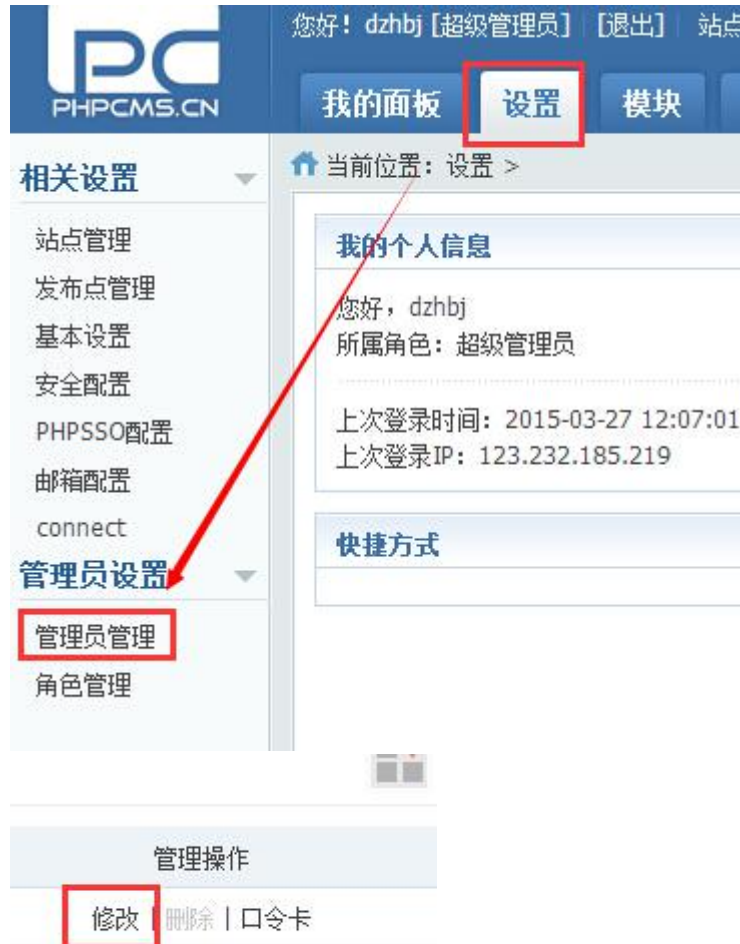 您好！dzhbj [超级管理员] [退出] 站点
PHPCMS.CN
我的面板 设置 模块
相关设置
当前位置：设置 >
站点管理
发布点管理
基本设置
安全配置
PHPSSO配置
邮箱配置
connect
管理员设置
管理员管理
角色管理
我的个人信息
您好，dzhbj
所属角色：超级管理员
上次登录时间：2015-03-27 12:07:01
上次登录IP：123.232.185.219
快捷方式
管理操作
修改 | 删除 | 口令卡